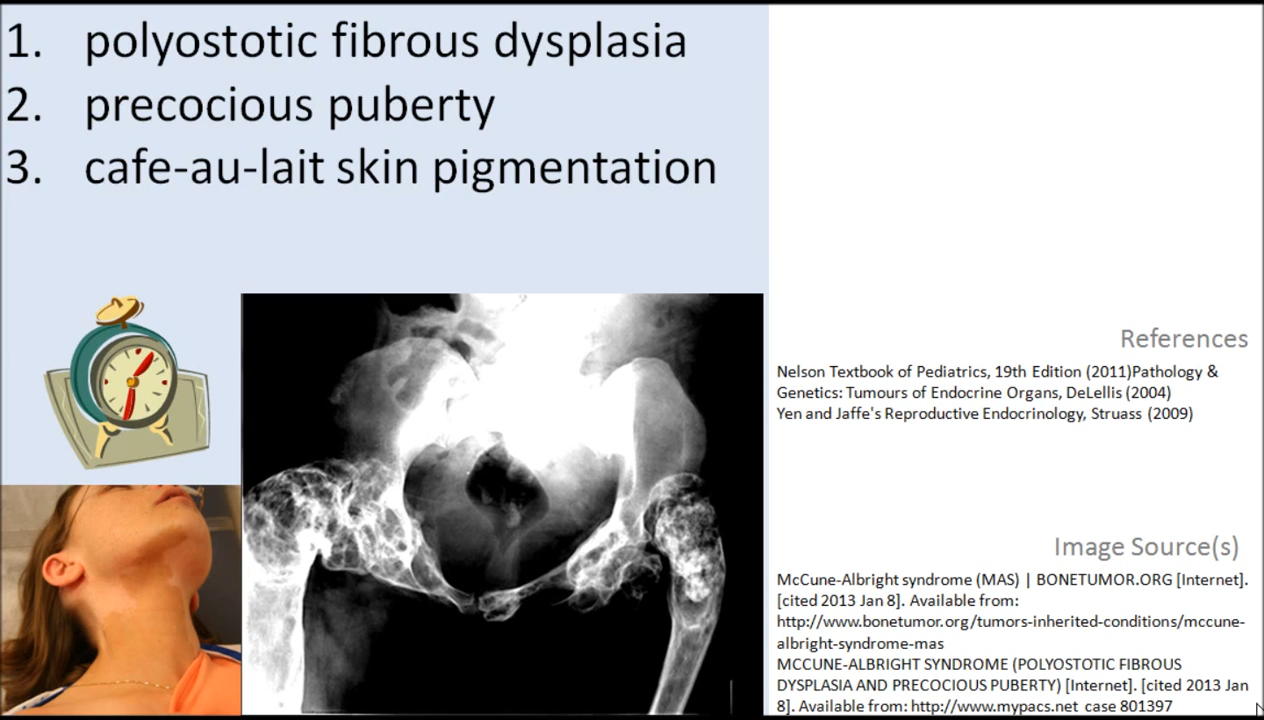 1. polyostotic fibrous dysplasia
2. precocious puberty
3. cafe-au-lait skin pigmentation
References
Nelson Textbook of Pediatrics, 19th Edition (2011)Pathology &
Genetics: Tumours of Endocrine Organs, DeLellis (2004)
Yen and Jaffe's Reproductive Endocrinology, Struass (2009)
Image Source(s)
McCune-Albright syndrome (MAS) | BONETUMOR.ORG [Internet].
[cited 2013 Jan 8]. Available from:
http://www.bonetumor.org/tumors-inherited-conditions/mccune-
albright-syndrome-mas
MCCUNE-ALBRIGHT SYNDROME (POLYOSTOTIC FIBROUS
DYSPLASIA AND PRECOCIOUS PUBERTY) [Internet]. [cited 2013 Jan
8]. Available from: http://www.mypacs.net case 801397